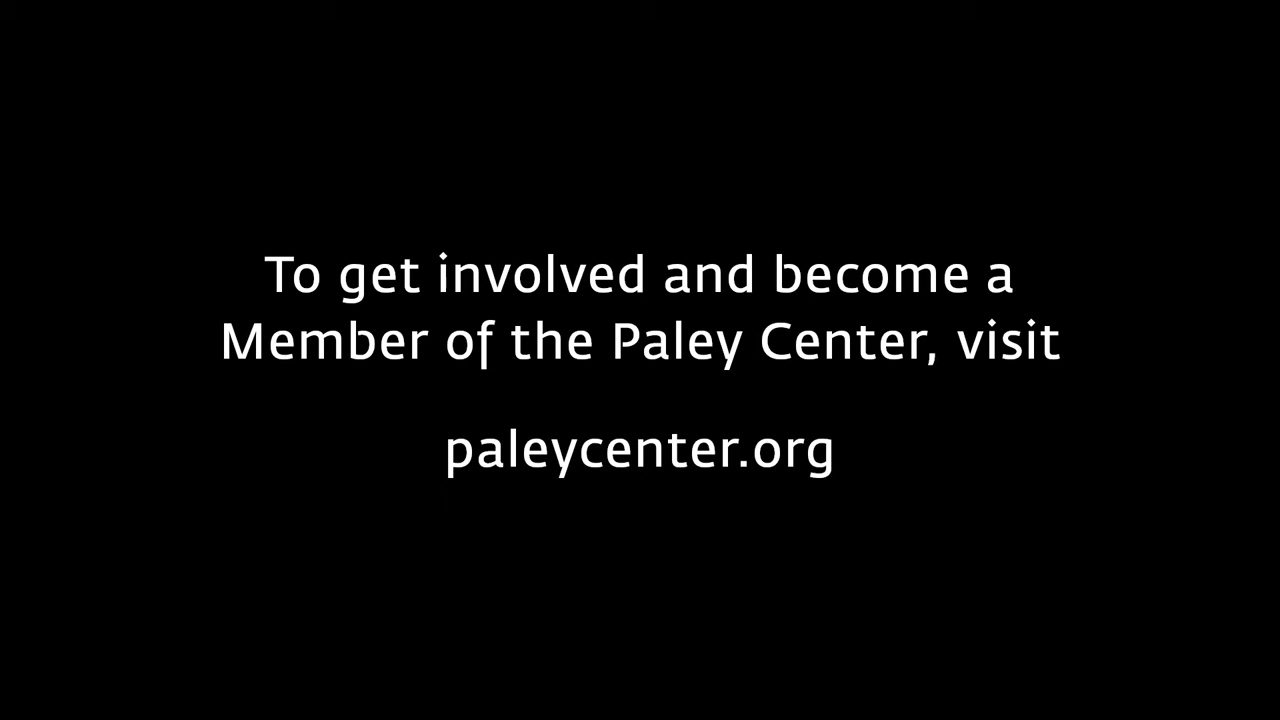 To get involved and become a
Member of the Paley Center, visit
paleycenter.org